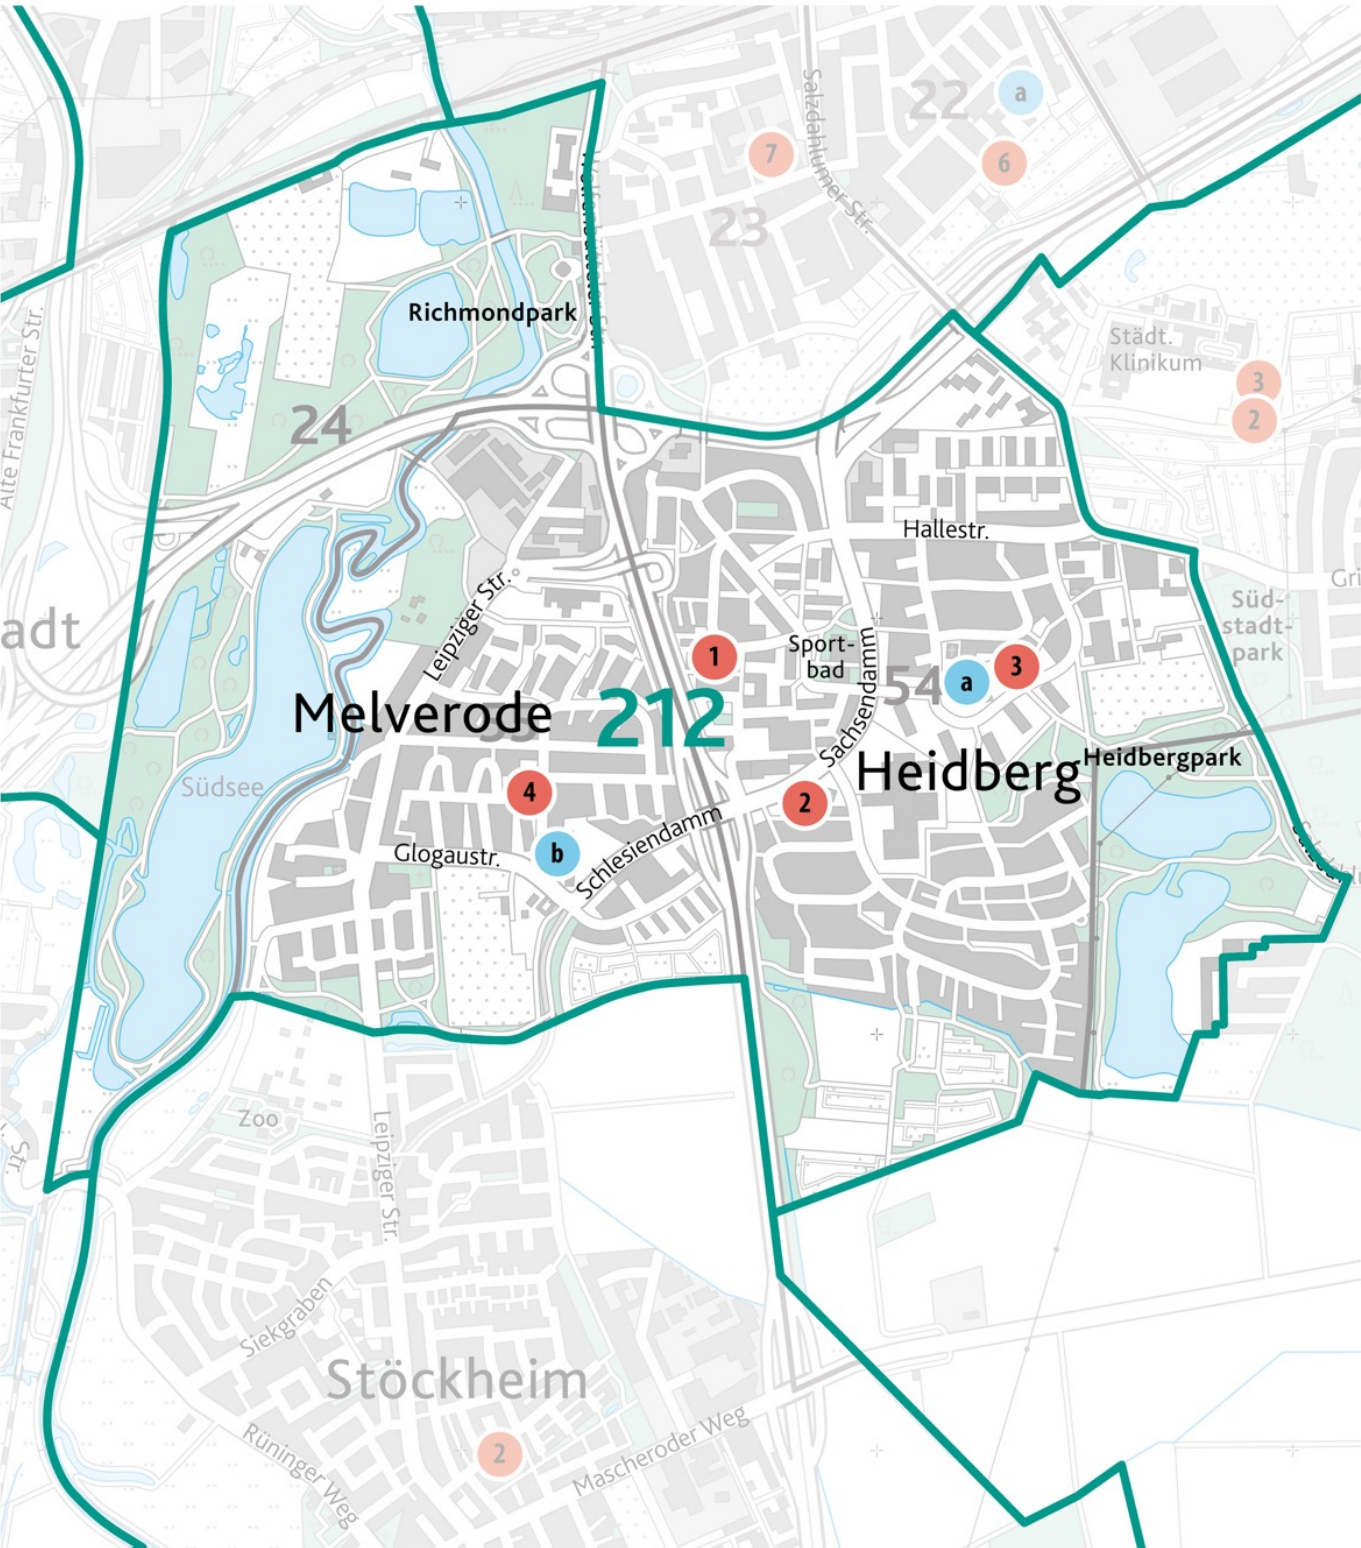 Salzdahlumer Str.
22
a
7
6
23
Richmondpark
Alte Frankfurter Str.
Städt.
Klinikum
3
2
24
Hallestr.
Leipziger Str.
Süd-
stadt-
park
adt
1
Sport-
bad
Sachsendamm
54
a
3
Melverode
212
Heidberg
Heidbergpark
Südsee
4
2
Glogaustr.
b
Schlesiendamm
Zoo
Leipziger Str.
Str.
Siekgraben
Stöckheim
2
Rüninger Weg
Mascheroder Weg